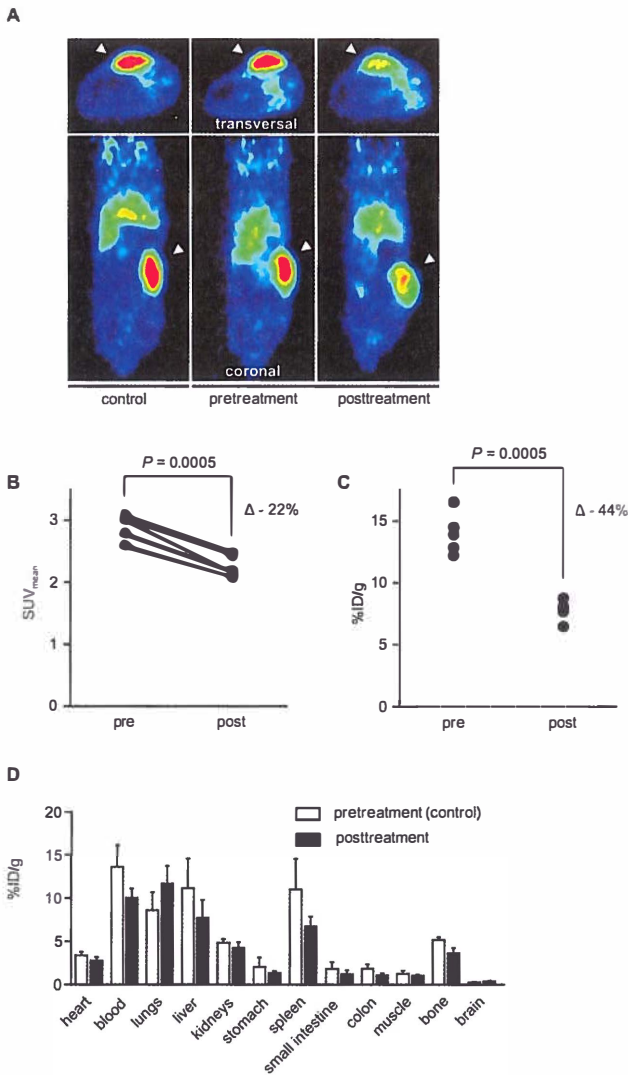 A
transversal
coronal
control pretreatment posttreatment
B
P = 0.0005
Δ - 22%
SUVmean
3
2
1
0
pre post
C
P = 0.0005
Δ - 44%
%ID/g
15
10
5
0
pre post
D
pretreatment (control)
posttreatment
%ID/g
20
15
10
5
0
heart
blood
lungs
liver
kidneys
stomach
spleen
small intestine
colon
muscle
bone
brain